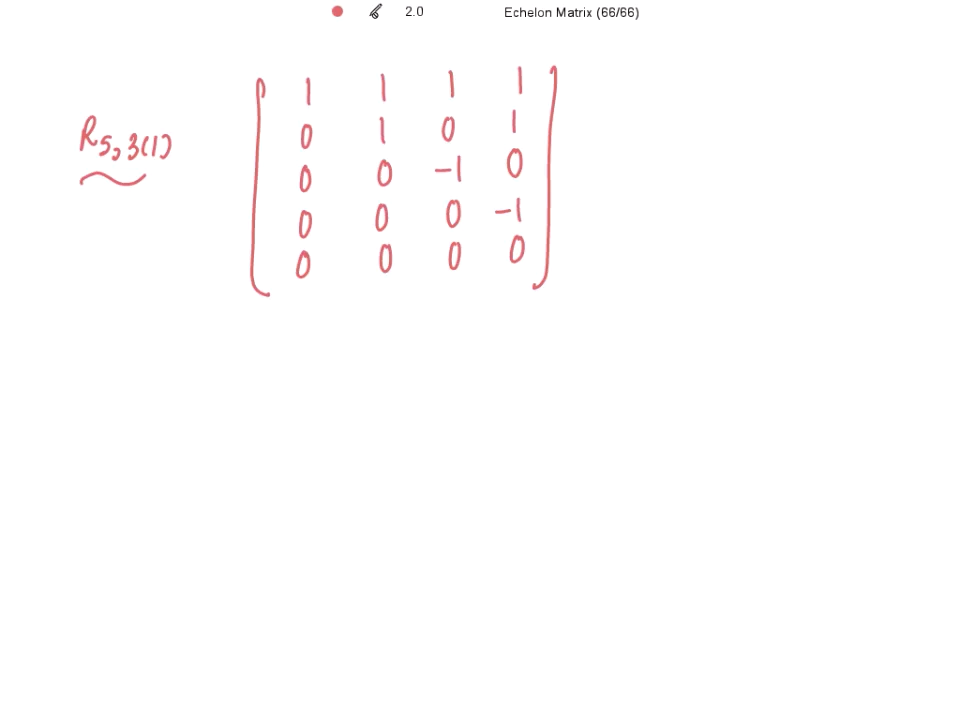 2.0 Echelon Matrix (66/66)
1 1 1 1
R5,3(1) 0 1 0 1
0 0 -1 0
0 0 0 -1
0 0 0 0